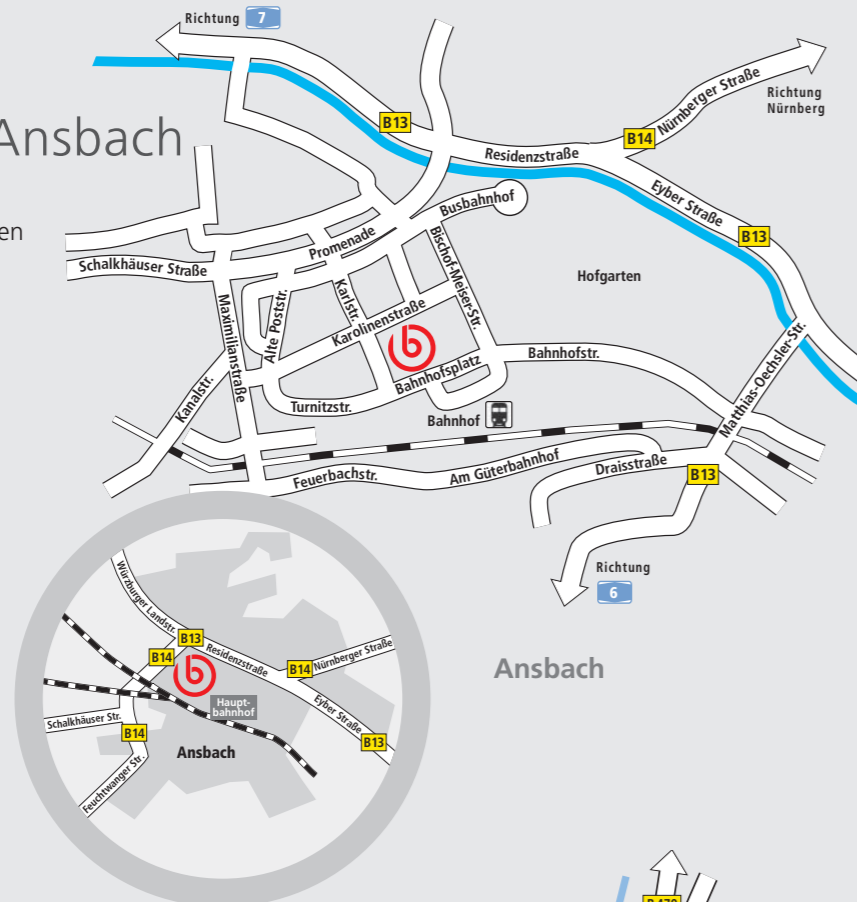 Richtung 7
Ansbach
en
B13
B14
Nürnberger Straße
Richtung
Nürnberg
Residenzstraße
Eyber Straße
B13
Busbahnhof
Promenade
Schalkhäuser Straße
Bischof-Meiser-Str.
Hofgarten
Maximilianstraße
Alte Poststr.
Karlstr.
Karolinenstraße
b
Bahnhofsplatz
Bahnhofstr.
Matthias-Oechsler-Str.
Kanalstr.
Turnitzstr.
Bahnhof
Feuerbachstr.
Am Güterbahnhof
Draisstraße
B13
Richtung
6
Ansbach
Würzburger Landstr.
B13
Residenzstraße
B14
b
B14
Nürnberger Straße
Haupt-
bahnhof
Eyber Straße
Schalkhäuser Str.
B14
B13
Ansbach
Feuchtwanger Str.